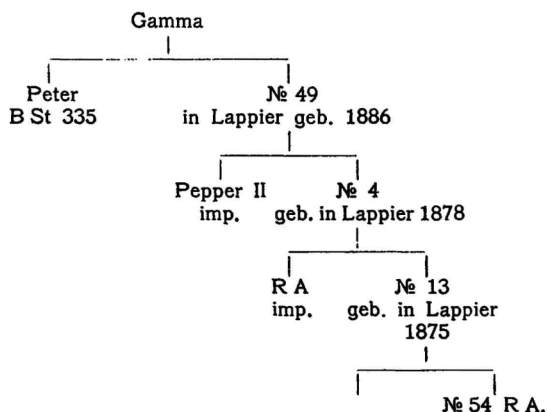 Gamma
Peter № 49
B St 335 in Lappier geb. 1886
Pepper II № 4
imp. geb. in Lappier 1878
R A № 13
imp. geb. in Lappier
1875
№ 54 R A.